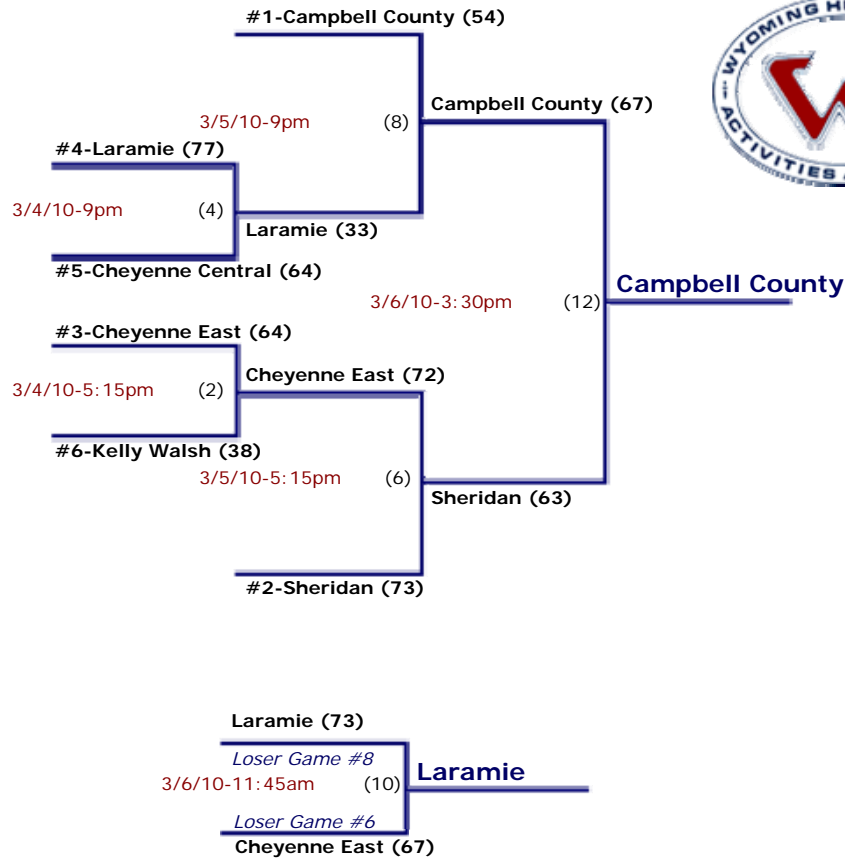 #1-Campbell County (54)
WYOMING
ACTIVITIES
3/5/10-9pm
(8)
Campbell County (67)
#4-Laramie (77)
3/4/10-9pm
(4)
Laramie (33)
#5-Cheyenne Central (64)
Campbell County
3/6/10-3:30pm
(12)
#3-Cheyenne East (64)
Cheyenne East (72)
3/4/10-5:15pm
(2)
#6-Kelly Walsh (38)
3/5/10-5:15pm
(6)
Sheridan (63)
#2-Sheridan (73)
Laramie (73)
Loser Game #8
Laramie
3/6/10-11:45am
(10)
Loser Game #6
Cheyenne East (67)